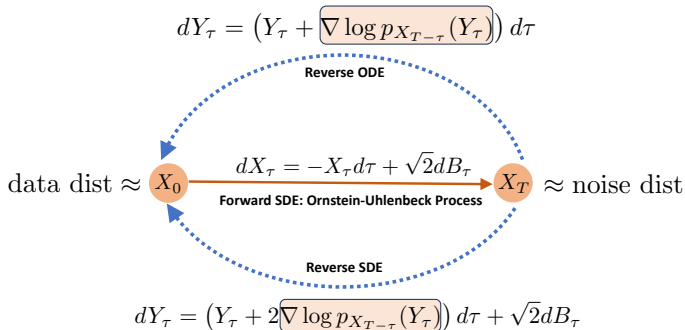 dY_τ = (Y_τ + ∇ log p_{X_{T−τ}}(Y_τ)) dτ
Reverse ODE
dX_τ = −X_τ dτ + √2 dB_τ
data dist ≈ X_0 X_T ≈ noise dist
Forward SDE: Ornstein-Uhlenbeck Process
Reverse SDE
dY_τ = (Y_τ + 2∇ log p_{X_{T−τ}}(Y_τ)) dτ + √2 dB_τ